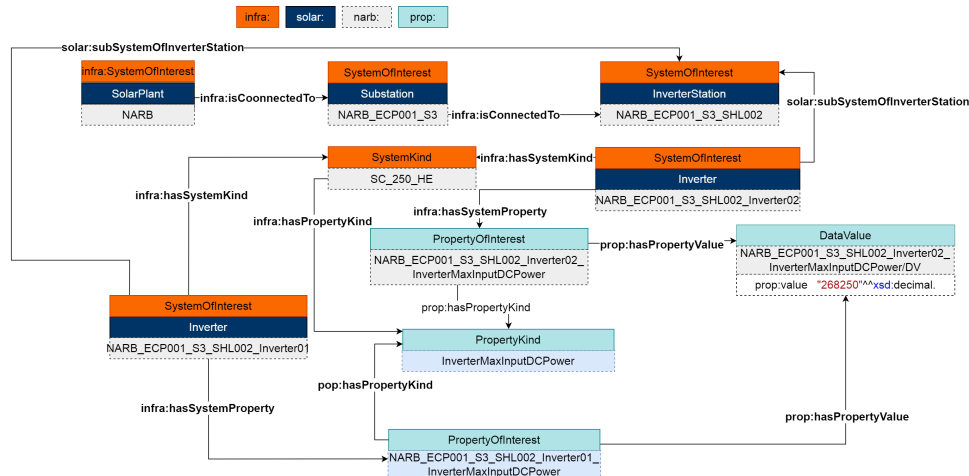 infra:
solar:
narb:
prop:
solar:subSystemOfInverterStation
infra:SystemOfInterest
SolarPlant
NARB
infra:isCoonnectedTo
SystemOfInterest
Substation
NARB_ECP001_S3
infra:isConnectedTo
SystemOfInterest
InverterStation
NARB_ECP001_S3_SHL002
solar:subSystemOfInverterStation
SystemKind
SC_250_HE
infra:hasSystemKind
SystemOfInterest
Inverter
NARB_ECP001_S3_SHL002_Inverter02
infra:hasSystemKind
infra:hasPropertyKind
infra:hasSystemProperty
PropertyOfInterest
NARB_ECP001_S3_SHL002_Inverter02_
InverterMaxInputDCPower
prop:hasPropertyValue
DataValue
NARB_ECP001_S3_SHL002_Inverter02_
InverterMaxInputDCPower/DV
prop:value "268250"^^xsd:decimal.
prop:hasPropertyKind
SystemOfInterest
Inverter
NARB_ECP001_S3_SHL002_Inverter01
PropertyKind
InverterMaxInputDCPower
pop:hasPropertyKind
infra:hasSystemProperty
prop:hasPropertyValue
PropertyOfInterest
NARB_ECP001_S3_SHL002_Inverter01_
InverterMaxInputDCPower